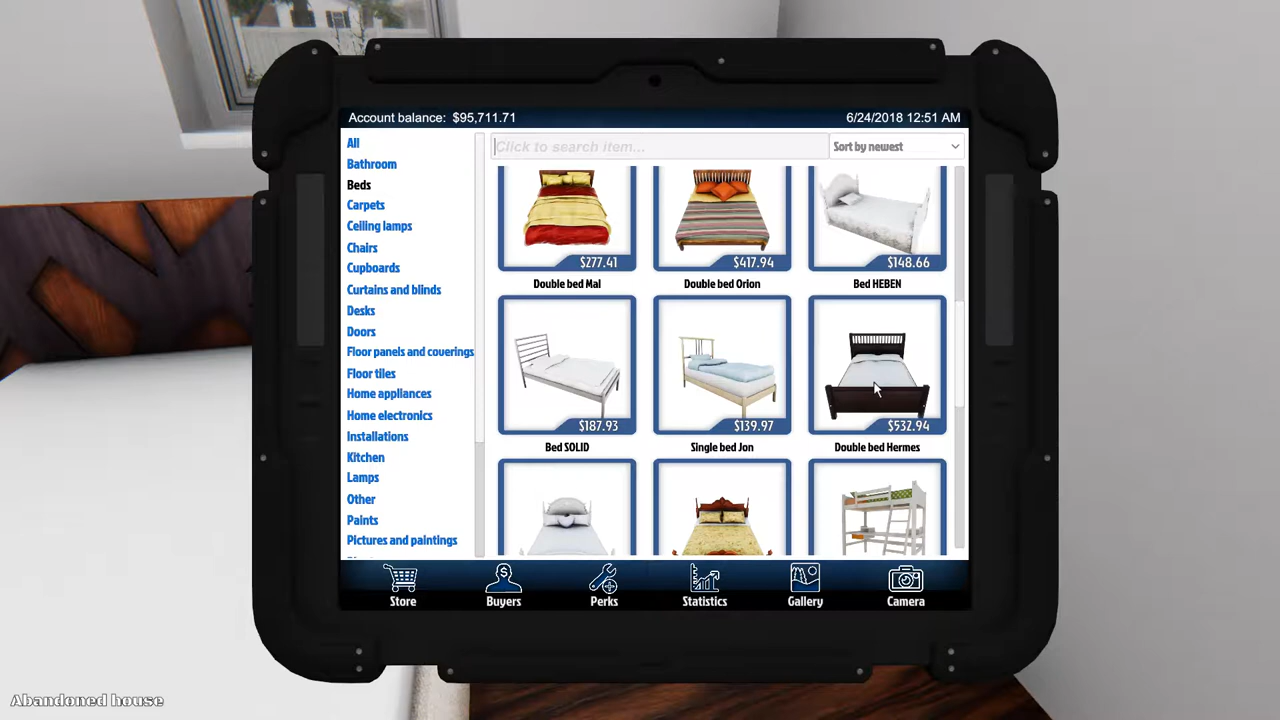 Account balance: $95,711.71
6/24/2018 12:51 AM
All
Bathroom
Beds
Carpets
Ceiling lamps
Chairs
Cupboards
Curtains and blinds
Desks
Doors
Floor panels and coverings
Floor tiles
Home appliances
Home electronics
Installations
Kitchen
Lamps
Other
Paints
Pictures and paintings
Click to search item...
Sort by newest
$277.41
$417.94
$148.66
Double bed Mal
Double bed Orion
Bed HEBEN
$187.93
$139.97
$532.94
Bed SOLID
Single bed Jon
Double bed Hermes
Store
Buyers
Perks
Statistics
Gallery
Camera
Abandoned house